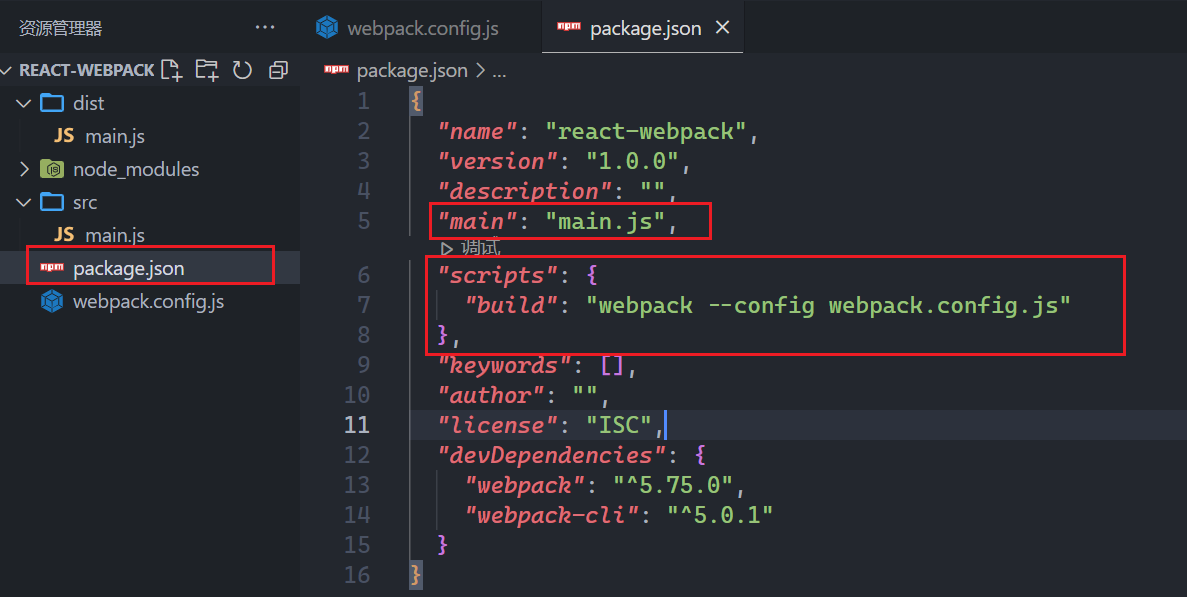 资源管理器 ···
webpack.config.js
package.json
REACT-WEBPACK
package.json > ...
dist
JS main.js
node_modules
src
JS main.js
package.json
webpack.config.js
1 {
2 "name": "react-webpack",
3 "version": "1.0.0",
4 "description": "",
5 "main": "main.js",
调试
6 "scripts": {
7 "build": "webpack --config webpack.config.js"
8 },
9 "keywords": [],
10 "author": "",
11 "license": "ISC",
12 "devDependencies": {
13 "webpack": "^5.75.0",
14 "webpack-cli": "^5.0.1"
15 }
16 }